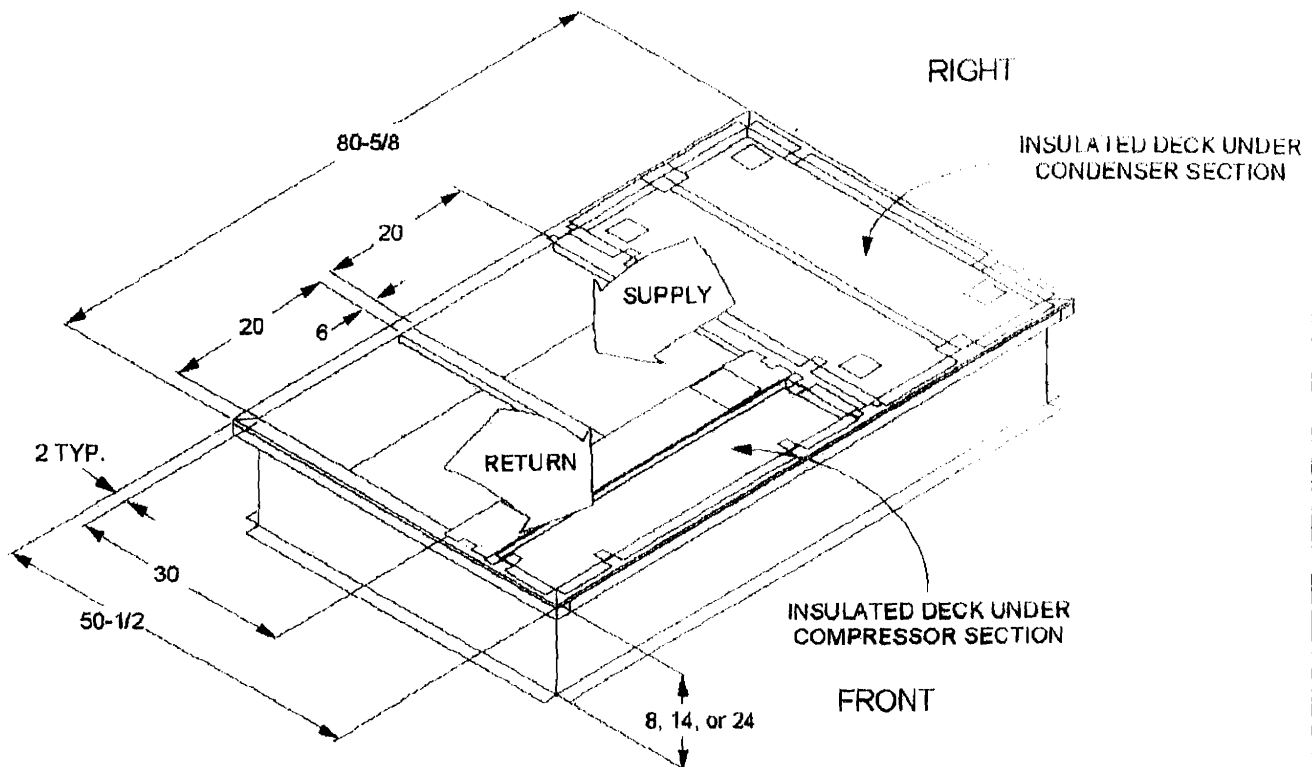 RIGHT
80-5/8
INSULATED DECK UNDER
CONDENSER SECTION
20
SUPPLY
20
6
2 TYP.
RETURN
30
50-1/2
INSULATED DECK UNDER
COMPRESSOR SECTION
8, 14, or 24
FRONT